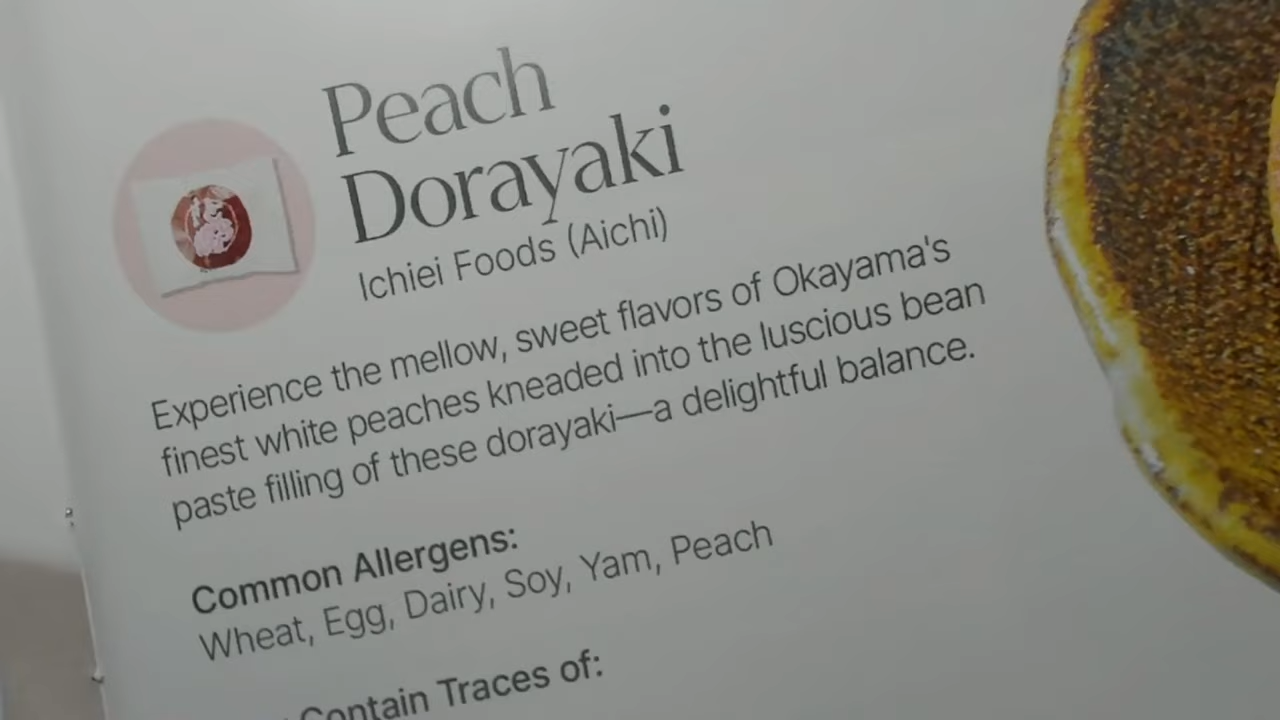 Peach
Dorayaki
Ichiei Foods (Aichi)
Experience the mellow, sweet flavors of Okayama's
finest white peaches kneaded into the luscious bean
paste filling of these dorayaki—a delightful balance.
Common Allergens:
Wheat, Egg, Dairy, Soy, Yam, Peach
Contain Traces of: